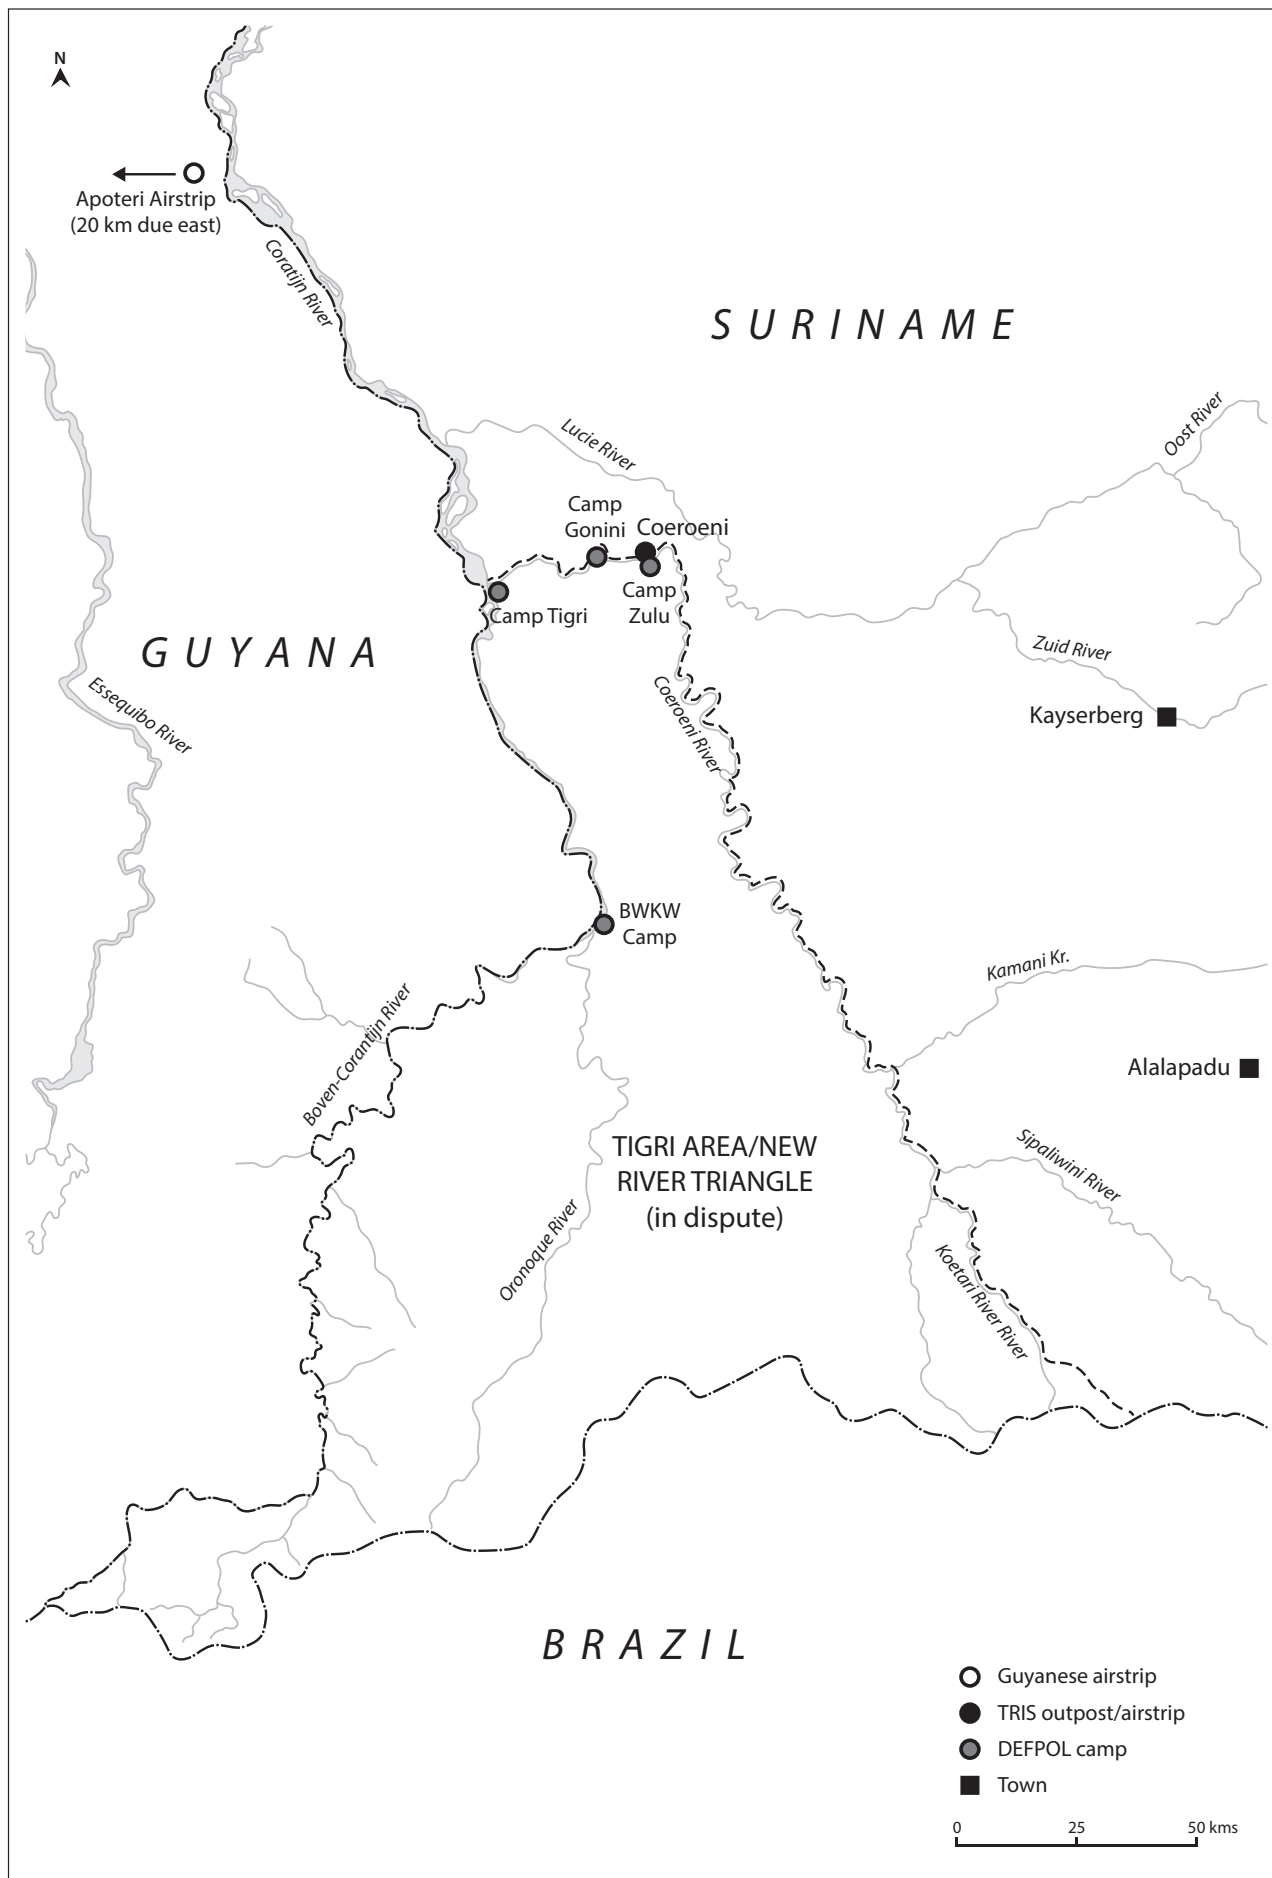 N
Apoteri Airstrip
(20 km due east)
Coratijn River
SURINAME
Oost River
Lucie River
Camp
Gonini
Coeroeni
Camp
Zulu
Camp Tigri
GUYANA
Zuid River
Essequibo River
Coeroeni River
Kayserberg
BWKW
Camp
Kamani Kr.
Boven-Corantijn River
Alalapadu
TIGRI AREA/NEW
RIVER TRIANGLE
(in dispute)
Sipaliwini River
Oronoque River
Koetari River River
BRAZIL
Guyanese airstrip
TRIS outpost/airstrip
DEFPOL camp
Town
0 25 50 kms